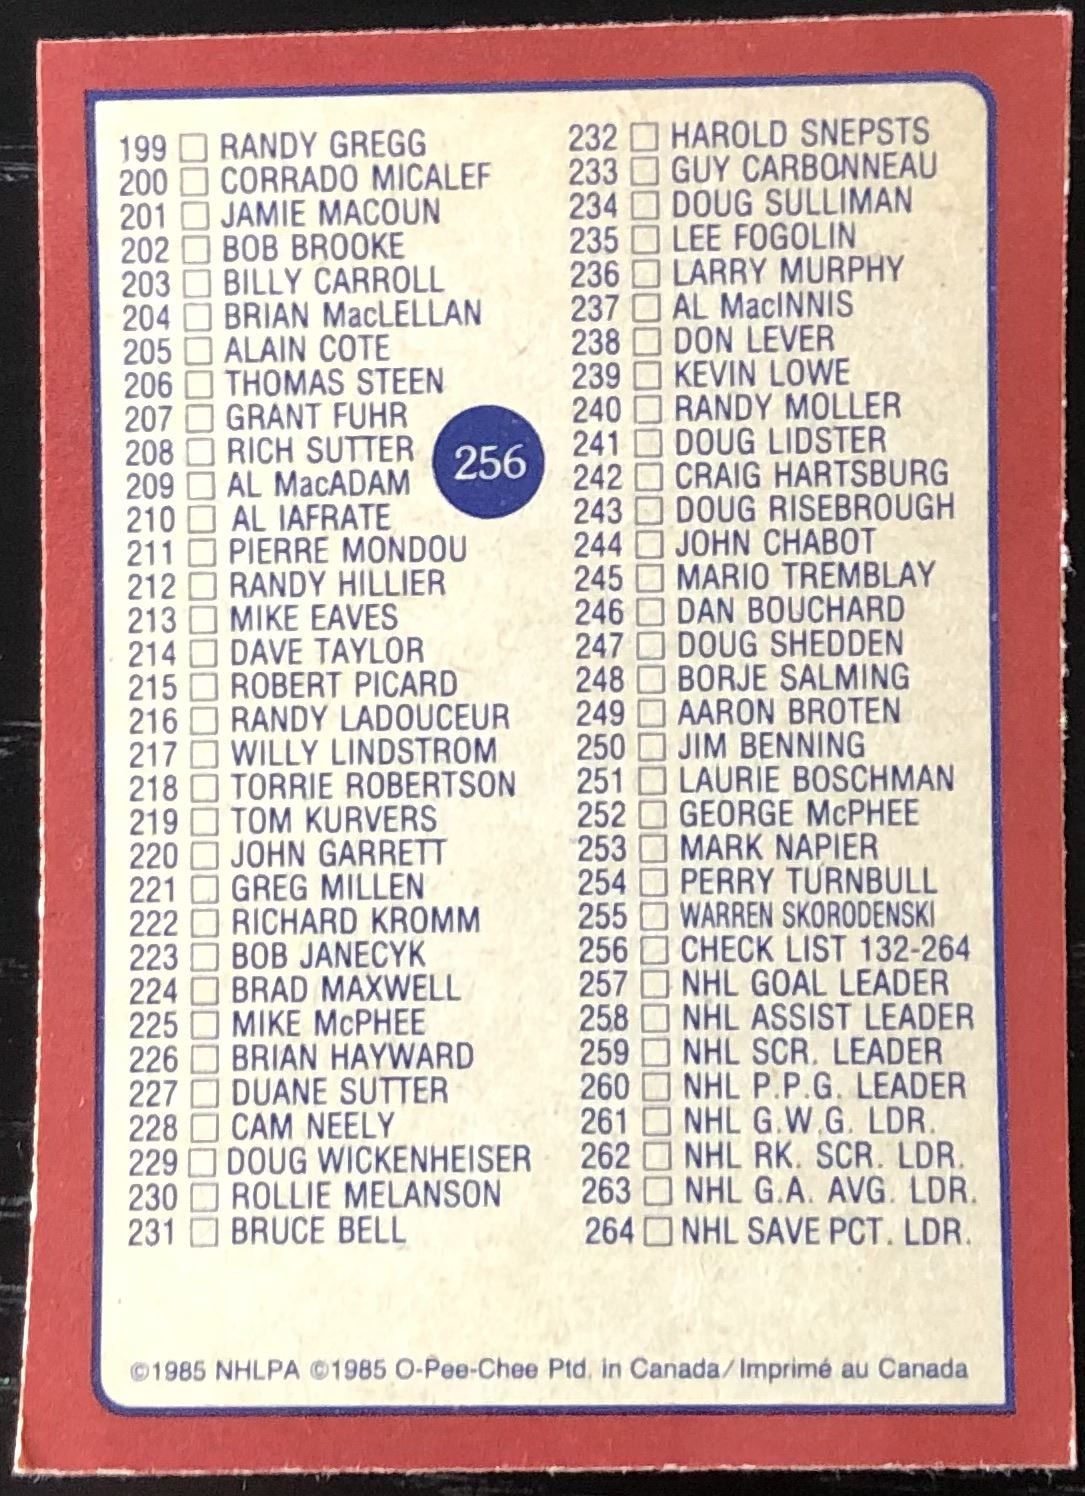 199 RANDY GREGG
200 CORRADO MICALEF
201 JAMIE MACOUN
202 BOB BROOKE
203 BILLY CARROLL
204 BRIAN MacLELLAN
205 ALAIN COTE
206 THOMAS STEEN
207 GRANT FUHR
208 RICH SUTTER
209 AL MacADAM
210 AL IAFRATE
211 PIERRE MONDOU
212 RANDY HILLIER
213 MIKE EAVES
214 DAVE TAYLOR
215 ROBERT PICARD
216 RANDY LADOUCEUR
217 WILLY LINDSTROM
218 TORRIE ROBERTSON
219 TOM KURVERS
220 JOHN GARRETT
221 GREG MILLEN
222 RICHARD KROMM
223 BOB JANECYK
224 BRAD MAXWELL
225 MIKE McPHEE
226 BRIAN HAYWARD
227 DUANE SUTTER
228 CAM NEELY
229 DOUG WICKENHEISER
230 ROLLIE MELANSON
231 BRUCE BELL
256
232 HAROLD SNEPSTS
233 GUY CARBONNEAU
234 DOUG SULLIMAN
235 LEE FOGOLIN
236 LARRY MURPHY
237 AL MacINNIS
238 DON LEVER
239 KEVIN LOWE
240 RANDY MOLLER
241 DOUG LIDSTER
242 CRAIG HARTSBURG
243 DOUG RISEBROUGH
244 JOHN CHABOT
245 MARIO TREMBLAY
246 DAN BOUCHARD
247 DOUG SHEDDEN
248 BORJE SALMING
249 AARON BROTEN
250 JIM BENNING
251 LAURIE BOSCHMAN
252 GEORGE McPHEE
253 MARK NAPIER
254 PERRY TURNBULL
255 WARREN SKORODENSKI
256 CHECK LIST 132-264
257 NHL GOAL LEADER
258 NHL ASSIST LEADER
259 NHL SCR. LEADER
260 NHL P.P.G. LEADER
261 NHL G.W.G. LDR.
262 NHL RK. SCR. LDR.
263 NHL G.A. AVG. LDR.
264 NHL SAVE PCT. LDR.
©1985 NHLPA ©1985 O-Pee-Chee Ptd. in Canada/Imprimé au Canada